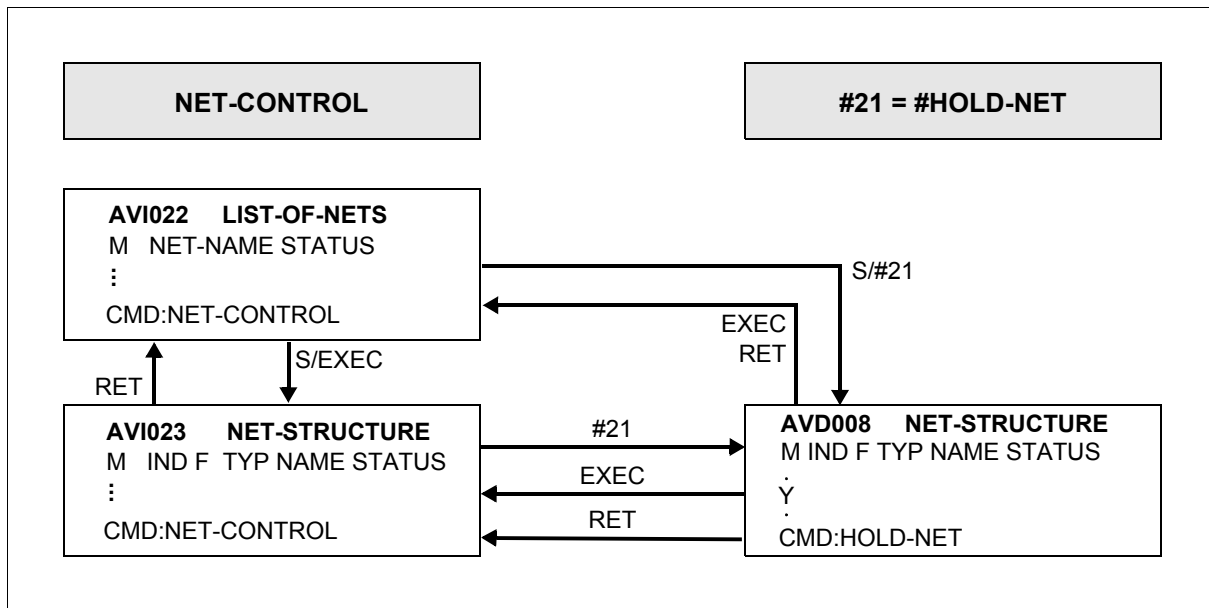 NET-CONTROL
#21 = #HOLD-NET
AVI022 LIST-OF-NETS
M NET-NAME STATUS
⋮
CMD:NET-CONTROL
S/#21
EXEC
RET
RET
S/EXEC
AVI023 NET-STRUCTURE
M IND F TYP NAME STATUS
⋮
CMD:NET-CONTROL
#21
EXEC
RET
AVD008 NET-STRUCTURE
M IND F TYP NAME STATUS
.
Y
.
CMD:HOLD-NET